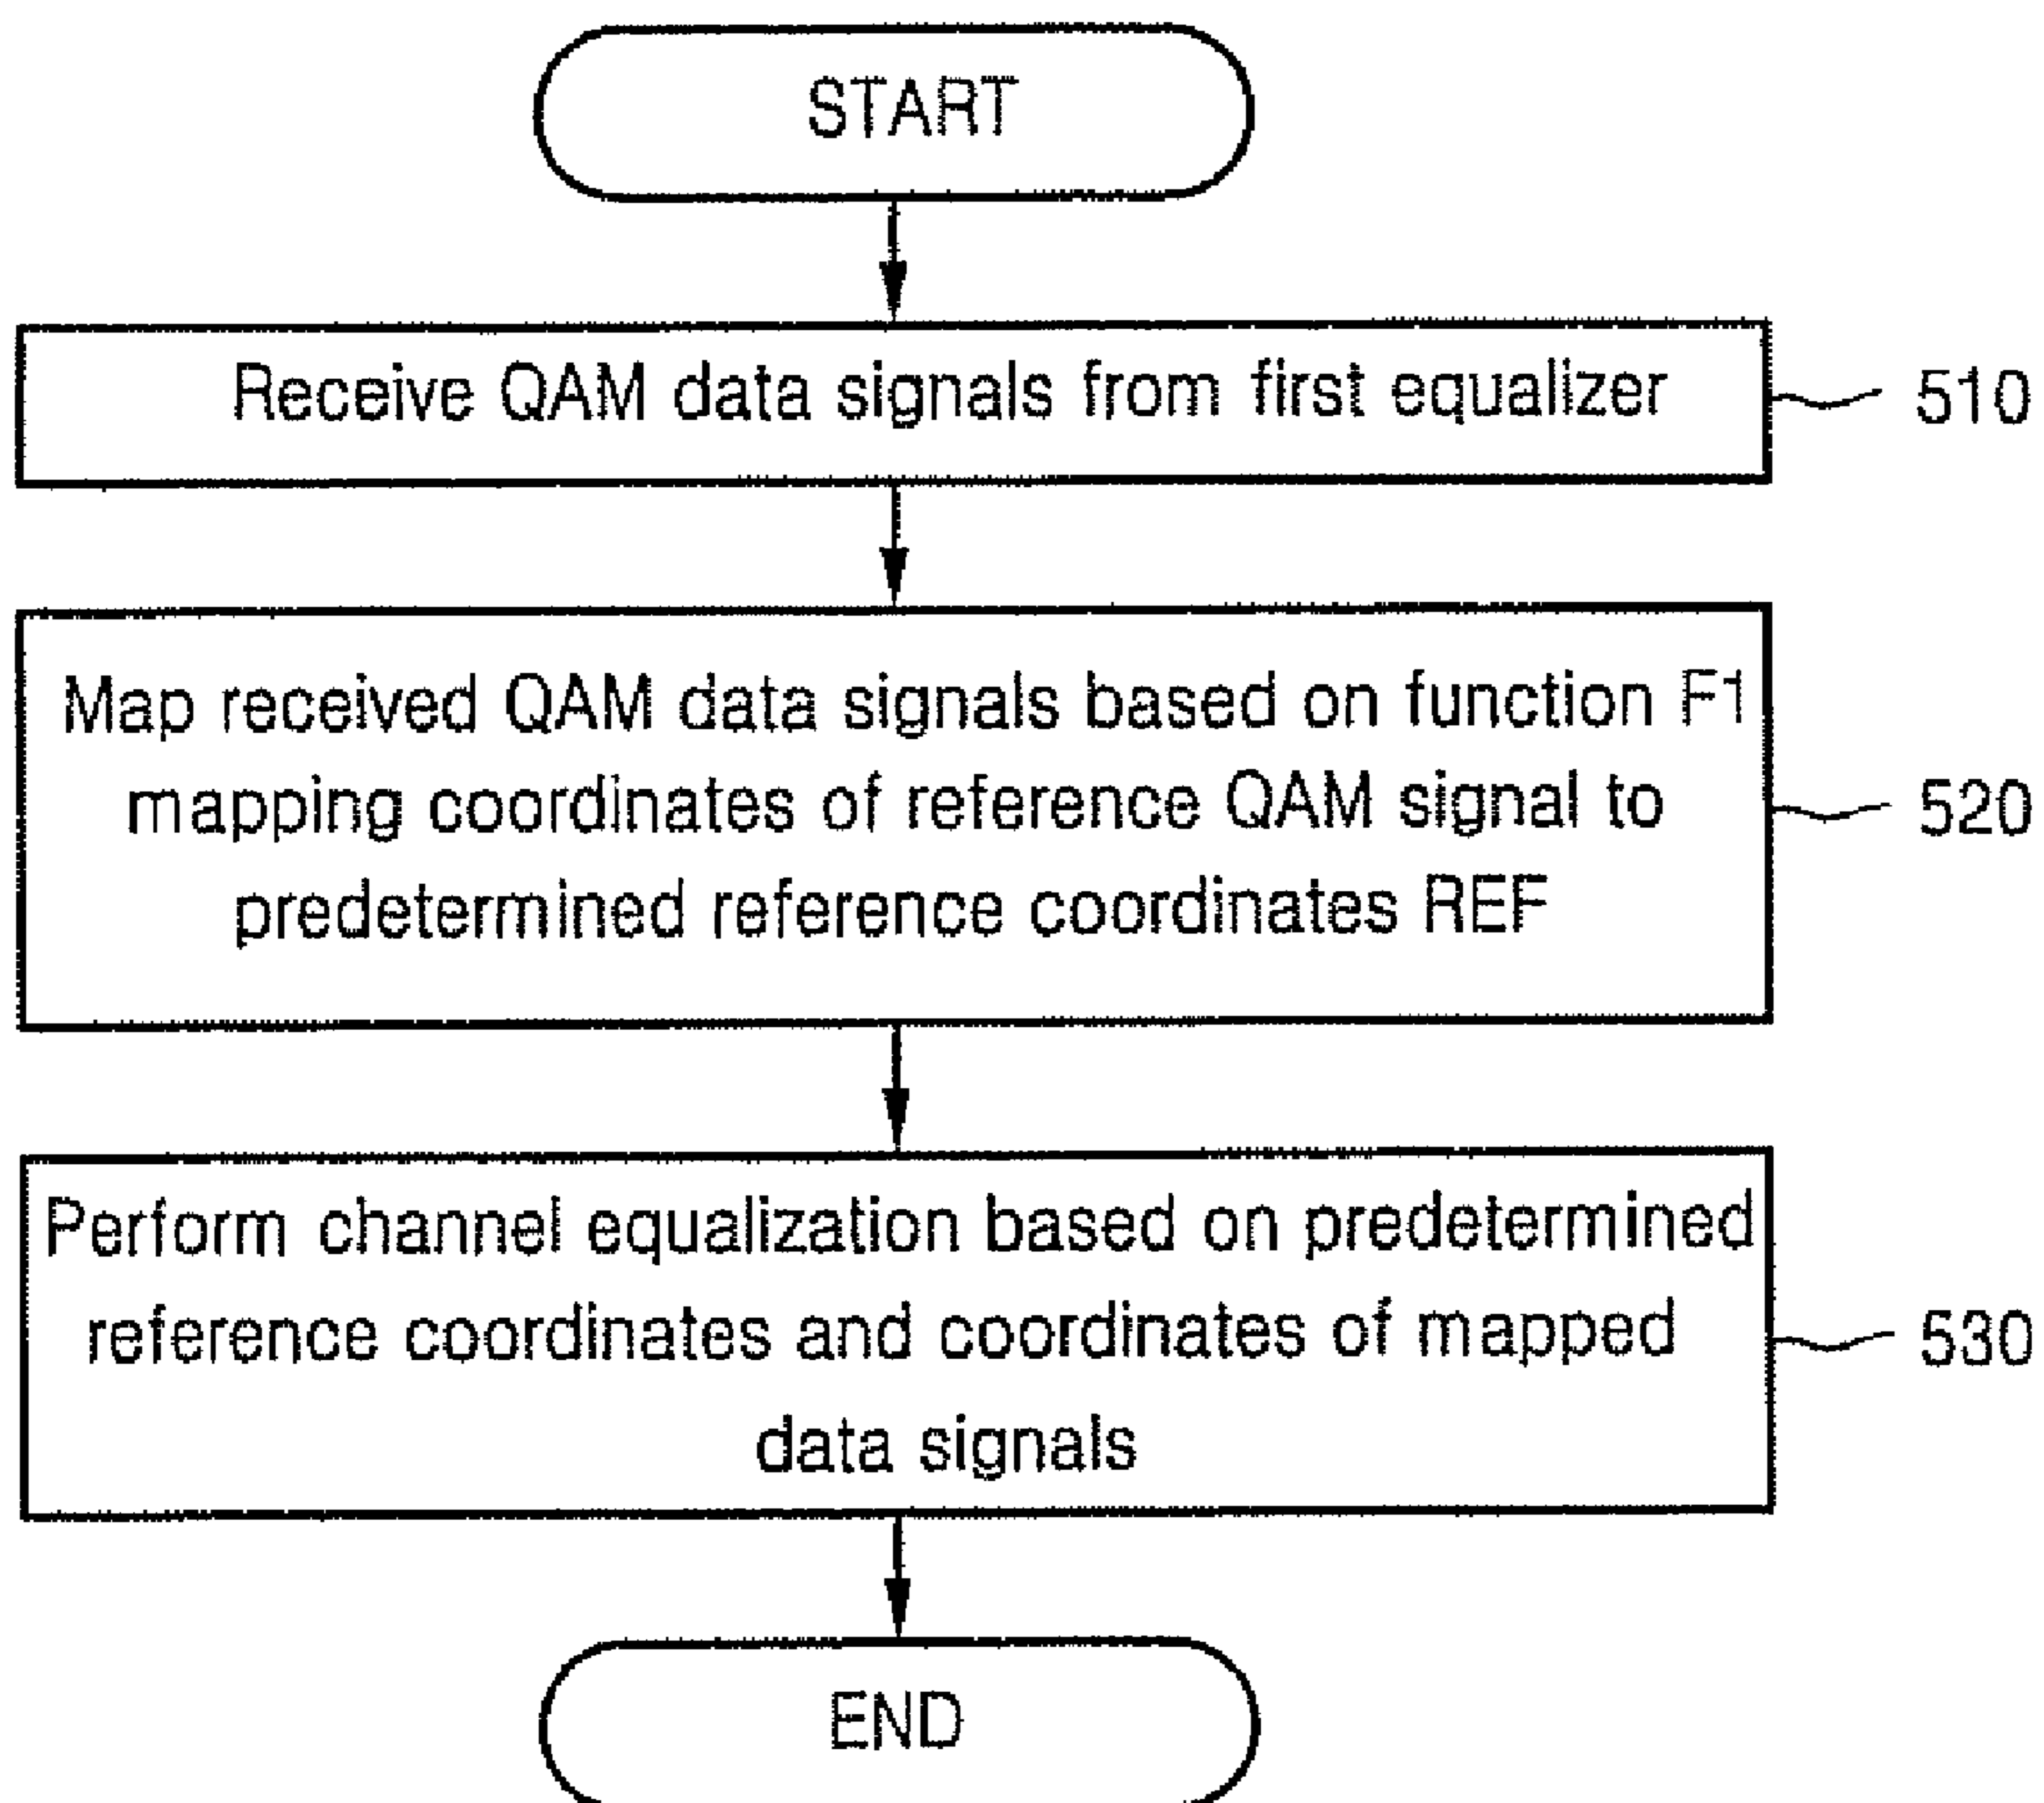 START
Receive QAM data signals from first equalizer
510
Map received QAM data signals based on function F1
mapping coordinates of reference QAM signal to
predetermined reference coordinates REF
520
Perform channel equalization based on predetermined
reference coordinates and coordinates of mapped
data signals
530
END